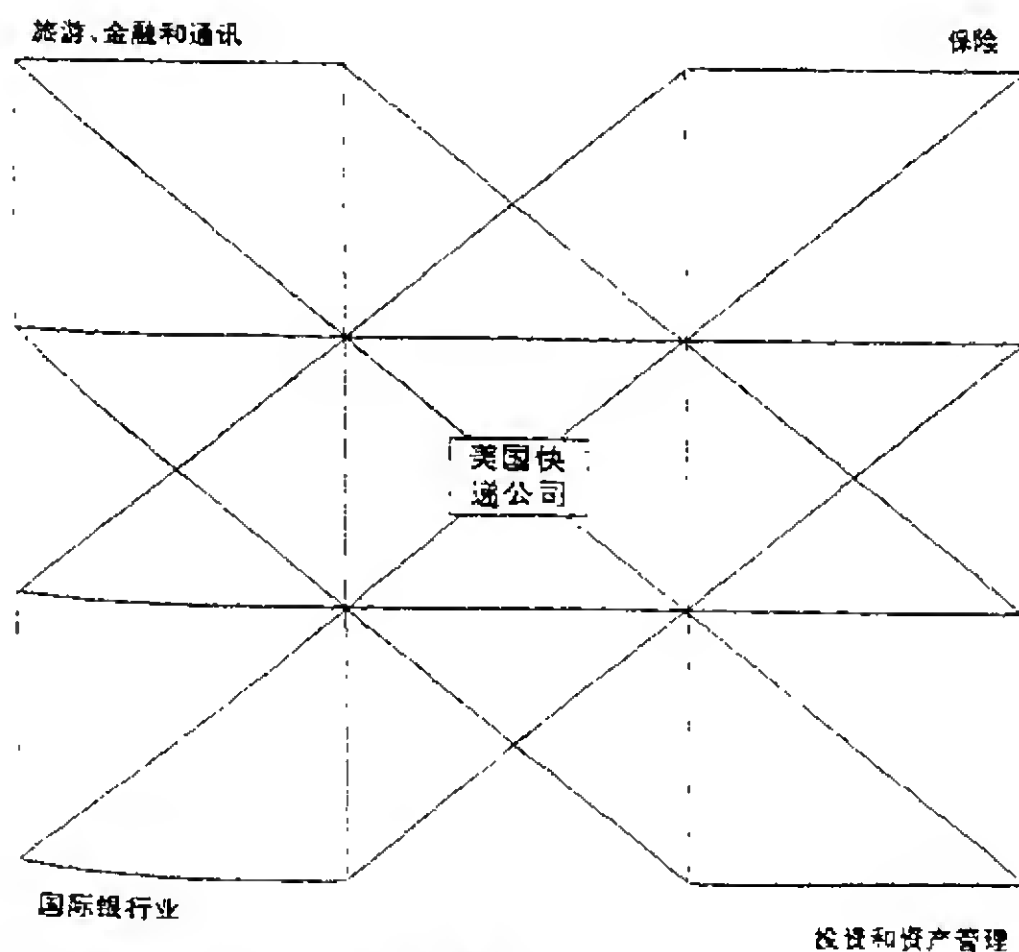 旅游、金融和通讯
保险
美国快
递公司
国际银行业
投资和资产管理